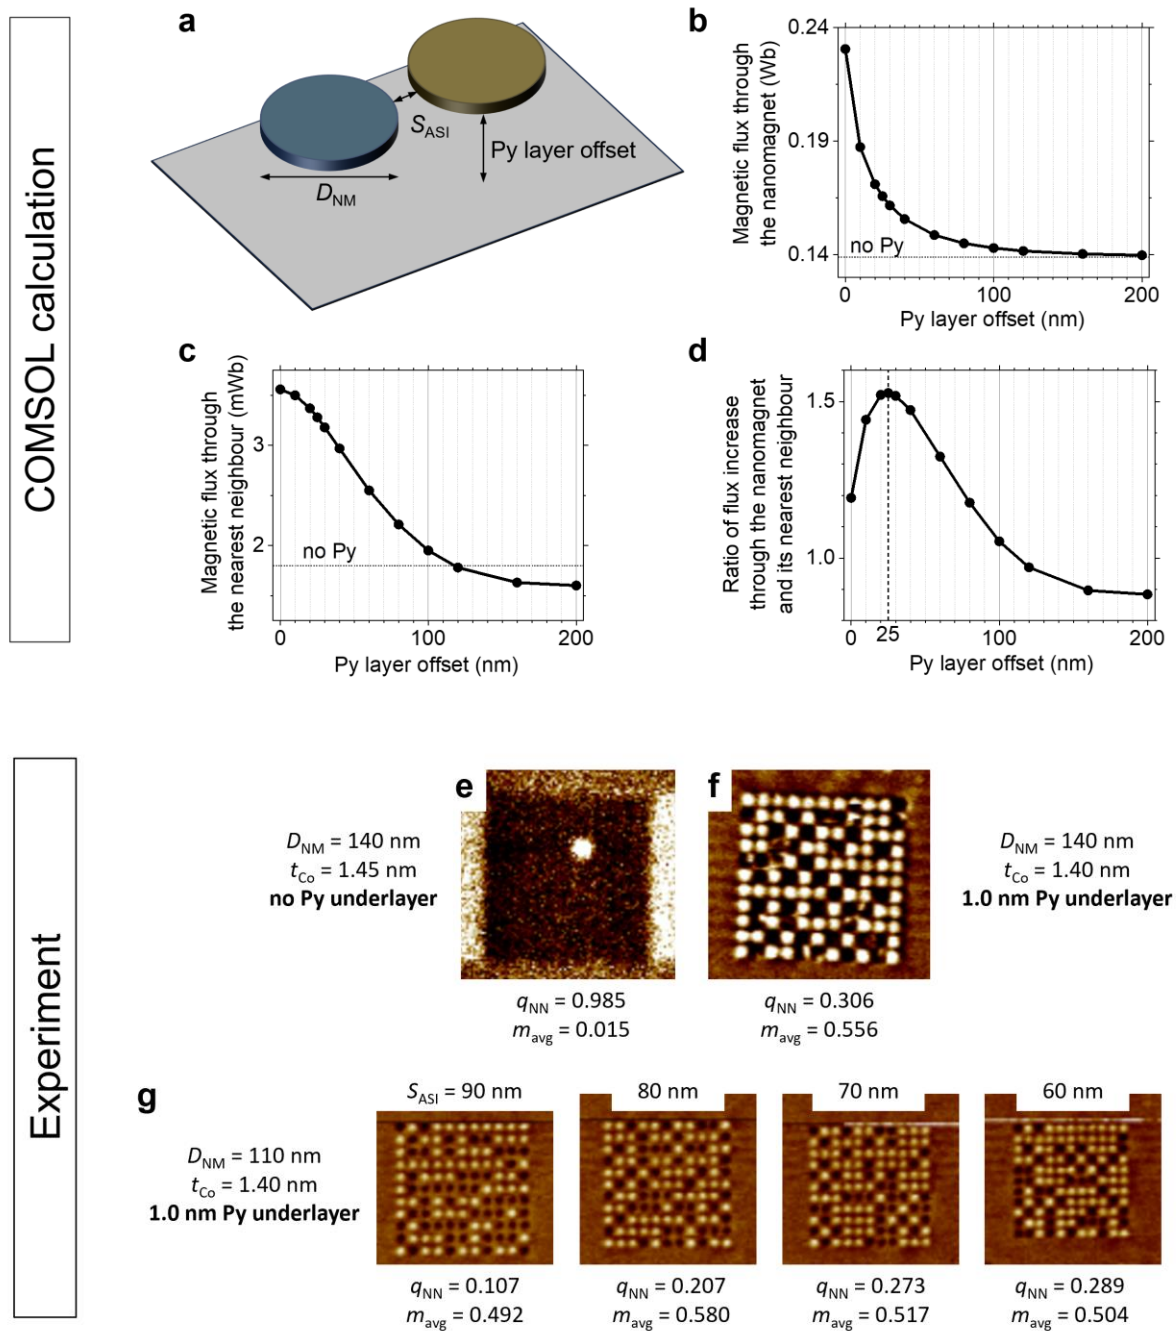 COMSOL calculation
a
S_ASI
Py layer offset
D_NM
b
Magnetic flux through
the nanomagnet (Wb)
0.24
0.19
0.14
no Py
0
100
200
Py layer offset (nm)
c
Magnetic flux through
the nearest neighbour (mWb)
3
2
no Py
0
100
200
Py layer offset (nm)
d
Ratio of flux increase
through the nanomagnet
and its nearest neighbour
1.5
1.0
0
25
100
200
Py layer offset (nm)
Experiment
e
D_NM = 140 nm
t_Co = 1.45 nm
no Py underlayer
q_NN = 0.985
m_avg = 0.015
f
D_NM = 140 nm
t_Co = 1.40 nm
1.0 nm Py underlayer
q_NN = 0.306
m_avg = 0.556
g
D_NM = 110 nm
t_Co = 1.40 nm
1.0 nm Py underlayer
S_ASI = 90 nm
80 nm
70 nm
60 nm
q_NN = 0.107
m_avg = 0.492
q_NN = 0.207
m_avg = 0.580
q_NN = 0.273
m_avg = 0.517
q_NN = 0.289
m_avg = 0.504